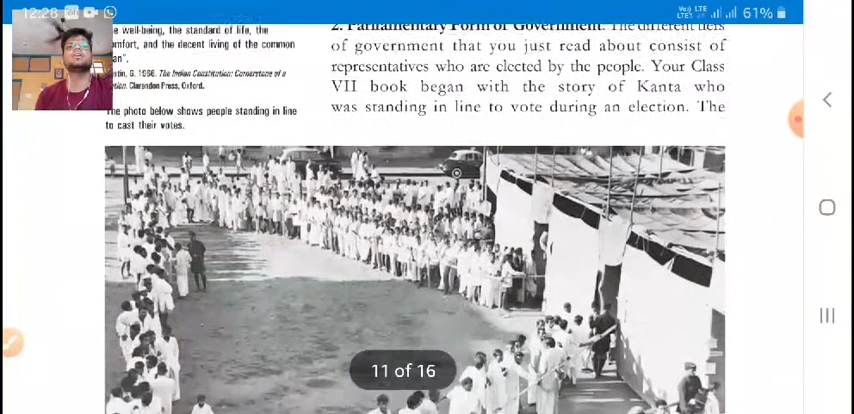 12:28
Vo) LTE
LTE1
61%
e well-being, the standard of life, the
omfort, and the decent living of the common
an".
stin, G. 1966. The Indian Constitution: Cornerstone of a
tion. Clarendon Press, Oxford.
The photo below shows people standing in line
to cast their votes.
2. Parliamentary Form of Government: The different tiers
of government that you just read about consist of
representatives who are elected by the people. Your Class
VII book began with the story of Kanta who
was standing in line to vote during an election. The
11 of 16